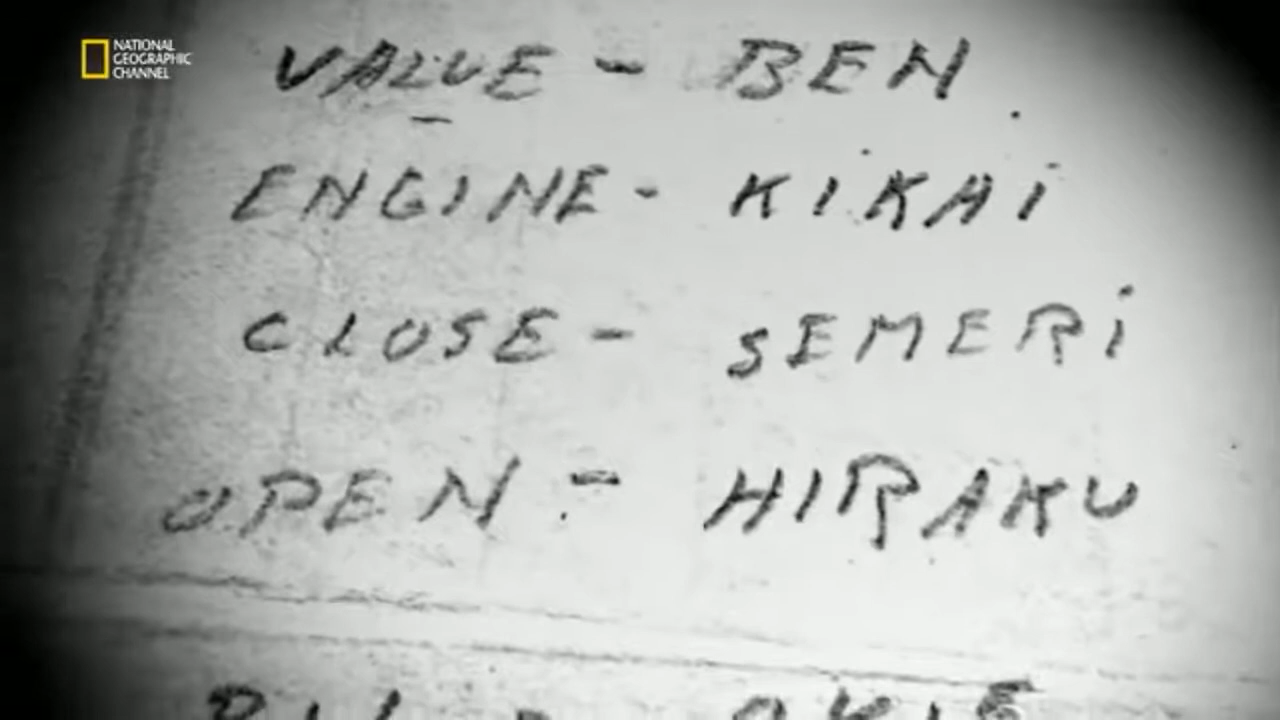 NATIONAL
GEOGRAPHIC
CHANNEL
VALUE - BEN.
ENGINE - KIKAI
CLOSE - SEMERI
OPEN - HIRAKU